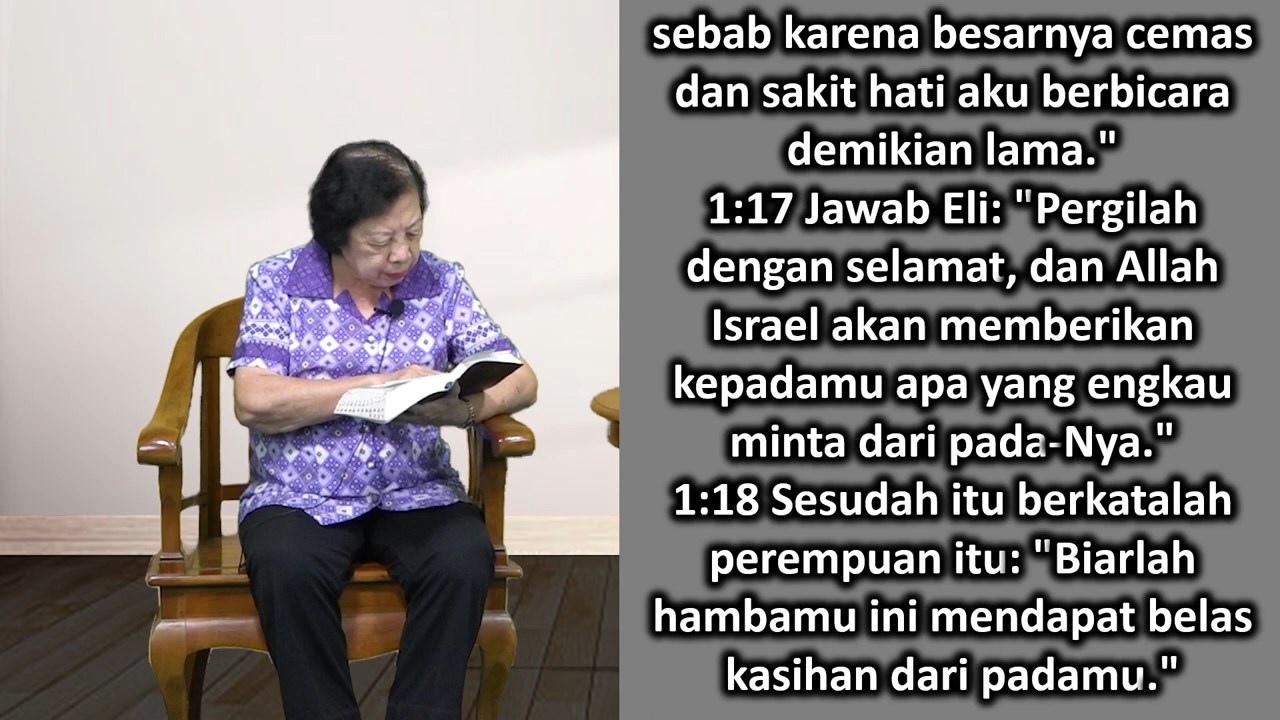 sebab karena besarnya cemas
dan sakit hati aku berbicara
demikian lama."
1:17 Jawab Eli: "Pergilah
dengan selamat, dan Allah
Israel akan memberikan
kepadamu apa yang engkau
minta dari pada-Nya."
1:18 Sesudah itu berkatalah
perempuan itu: "Biarlah
hambamu ini mendapat belas
kasihan dari padamu."